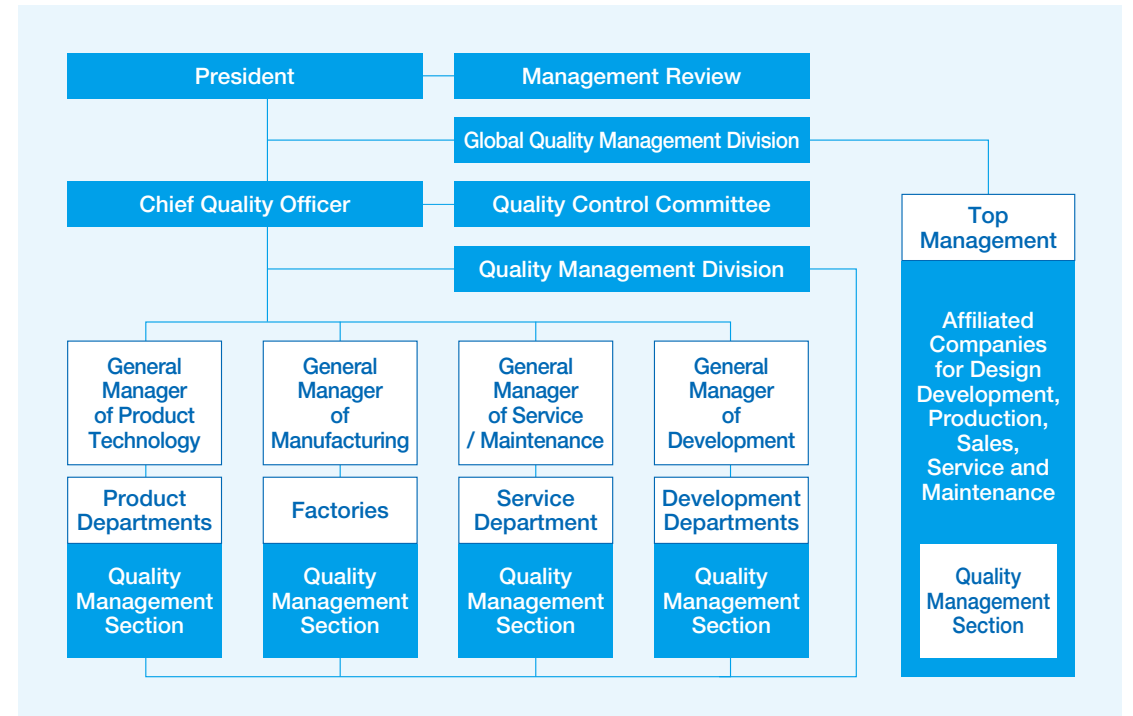 President
Management Review
Global Quality Management Division
Chief Quality Officer
Quality Control Committee
Quality Management Division
Top
Management
Affiliated
Companies
for Design
Development,
Production,
Sales,
Service and
Maintenance
Quality
Management
Section
General
Manager
of Product
Technology
General
Manager
of
Manufacturing
General
Manager
of Service
/ Maintenance
General
Manager
of
Development
Product
Departments
Factories
Service
Department
Development
Departments
Quality
Management
Section
Quality
Management
Section
Quality
Management
Section
Quality
Management
Section